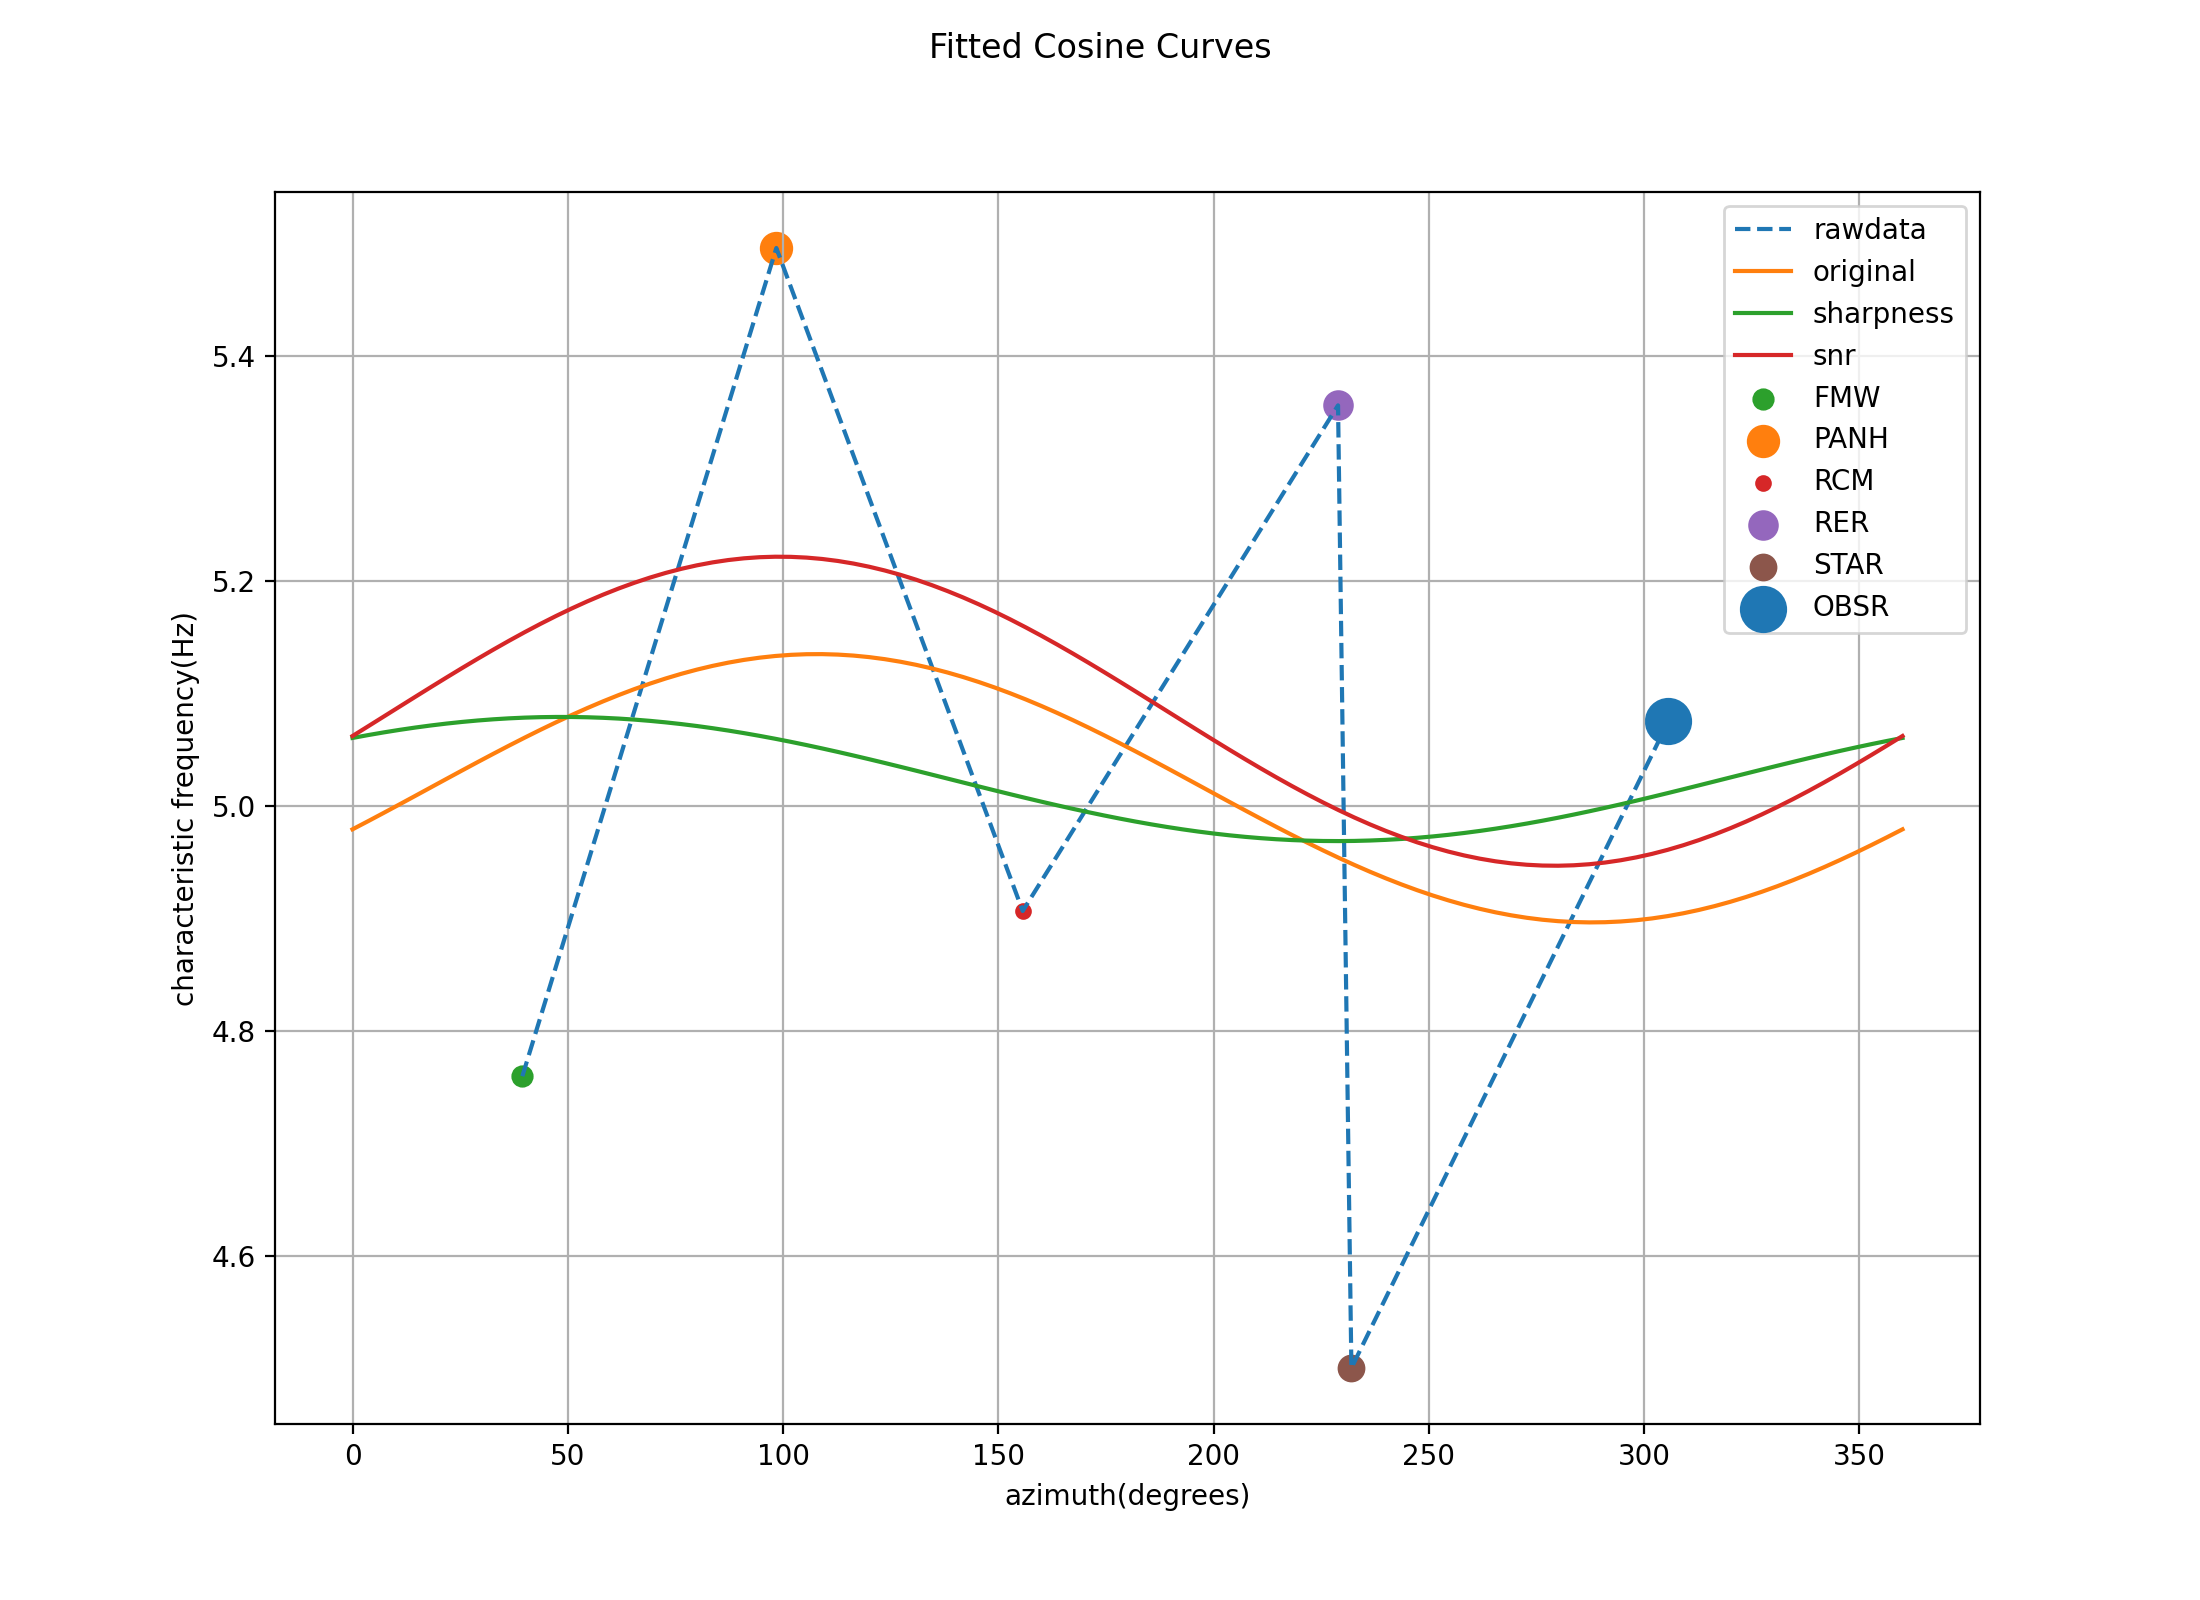 Fitted Cosine Curves
rawdata
original
sharpness
snr
FMW
PANH
RCM
RER
STAR
OBSR
characteristic frequency(Hz)
5.4
5.2
5.0
4.8
4.6
0 50 100 150 200 250 300 350
azimuth(degrees)